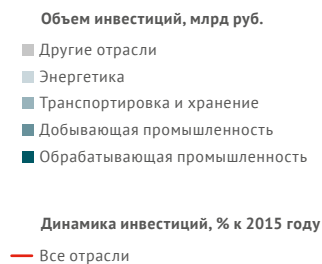 Объем инвестиций, млрд руб.
Другие отрасли
Энергетика
Транспортировка и хранение
Добывающая промышленность
Обрабатывающая промышленность
Динамика инвестиций, % к 2015 году
Все отрасли